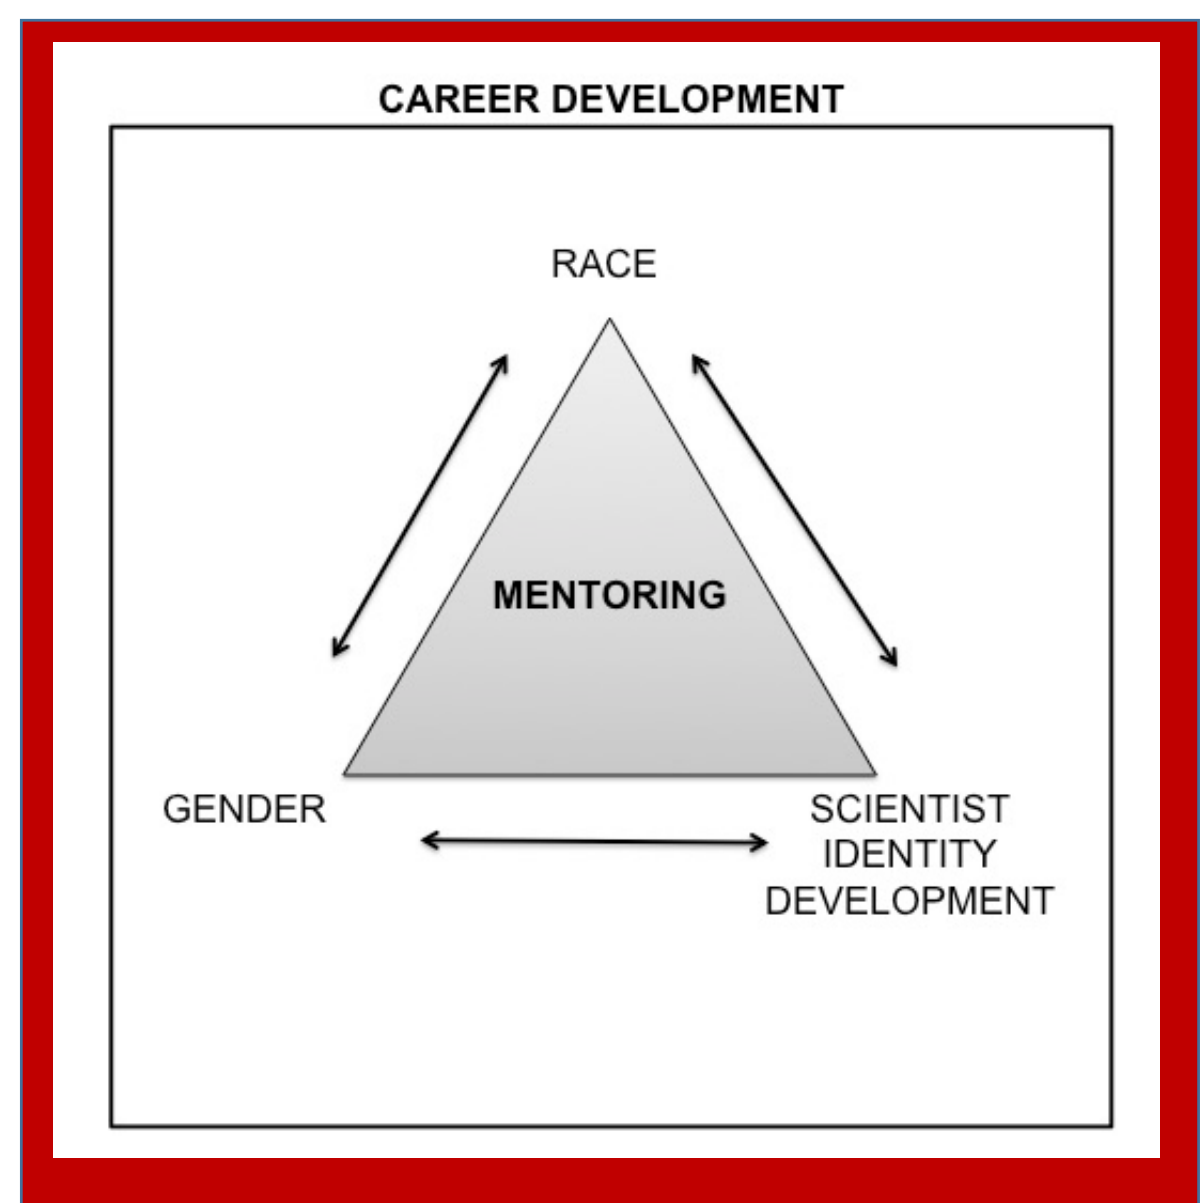 CAREER DEVELOPMENT
RACE
MENTORING
GENDER
SCIENTIST
IDENTITY
DEVELOPMENT